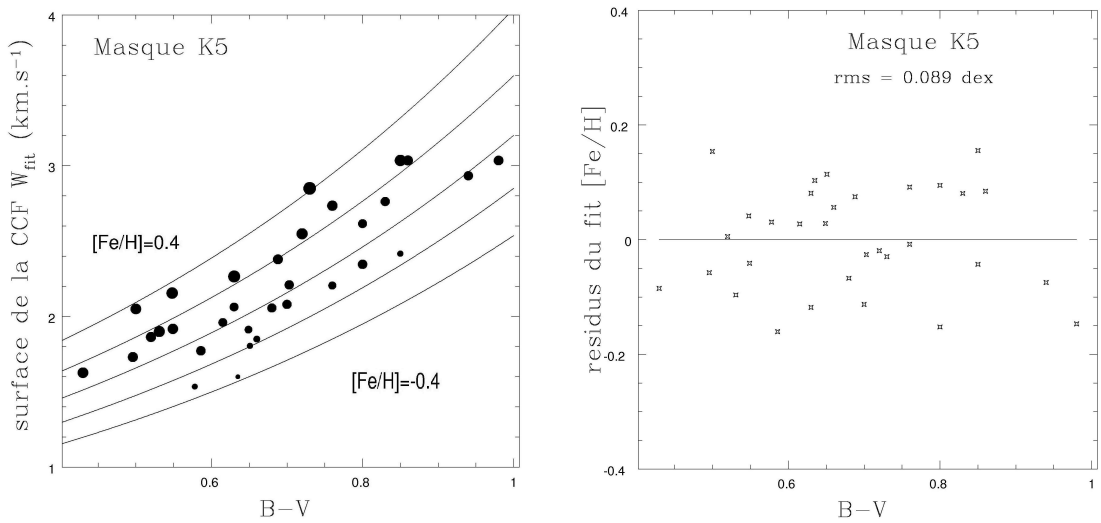 Masque K5
surface de la CCF W_fit (km.s⁻¹)
4
3
2
1
[Fe/H]=0.4
[Fe/H]=-0.4
0.6
0.8
1
B-V
Masque K5
rms = 0.089 dex
residus du fit [Fe/H]
0.4
0.2
0
-0.2
-0.4
0.6
0.8
1
B-V